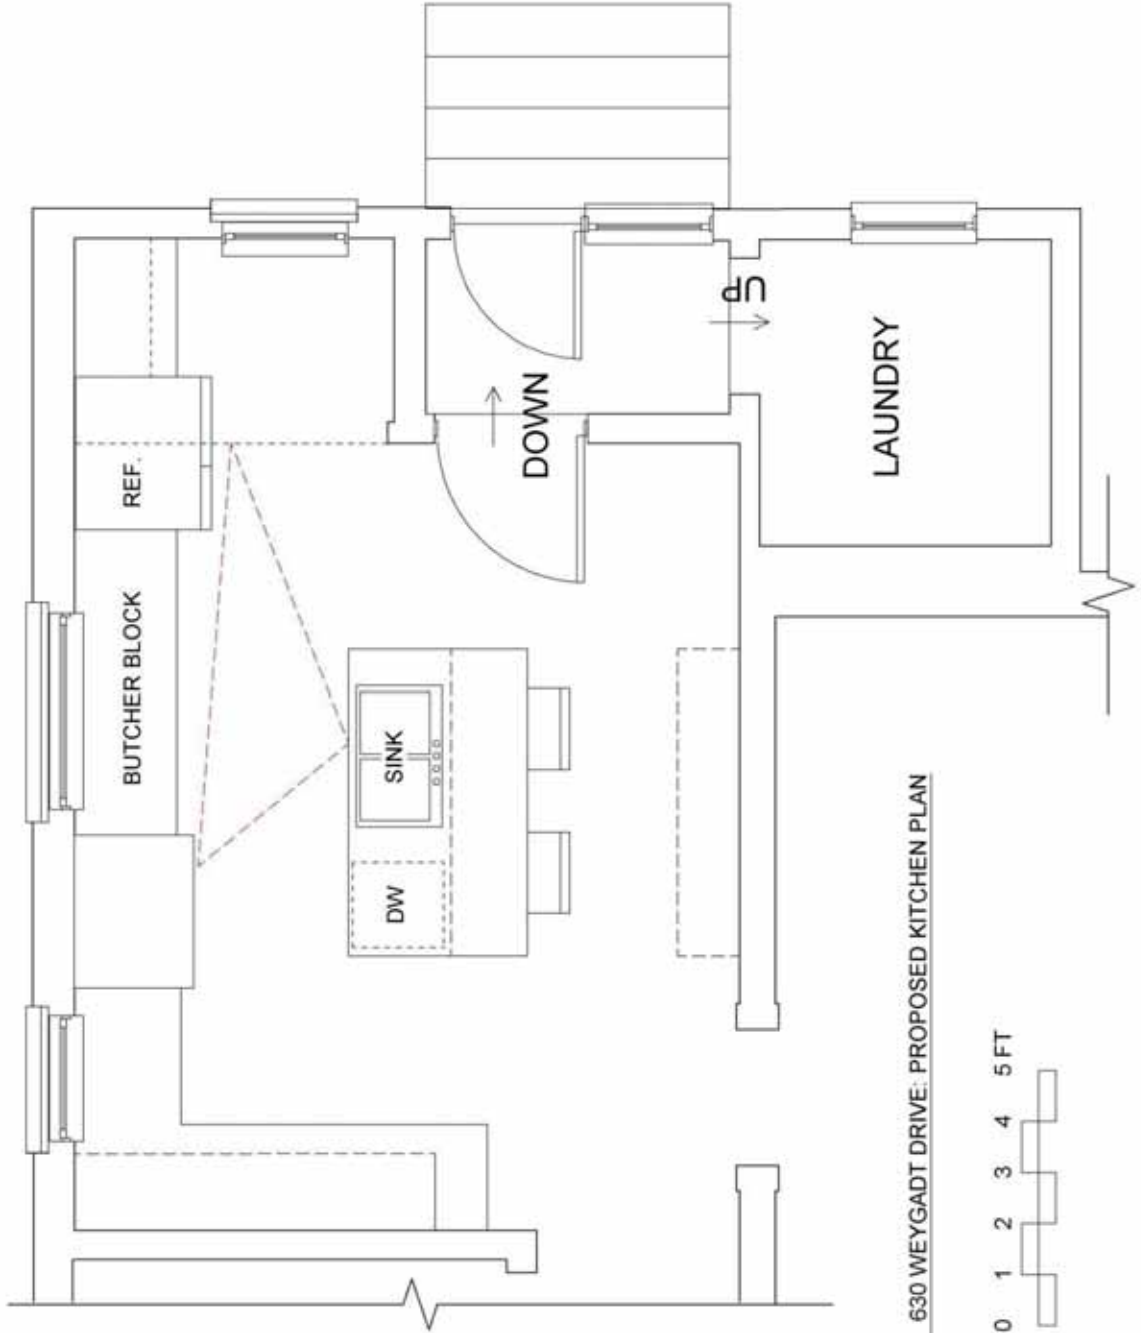 UP
DOWN
LAUNDRY
REF.
BUTCHER BLOCK
SINK
DW
630 WEYGADT DRIVE: PROPOSED KITCHEN PLAN
0 1 2 3 4 5 FT